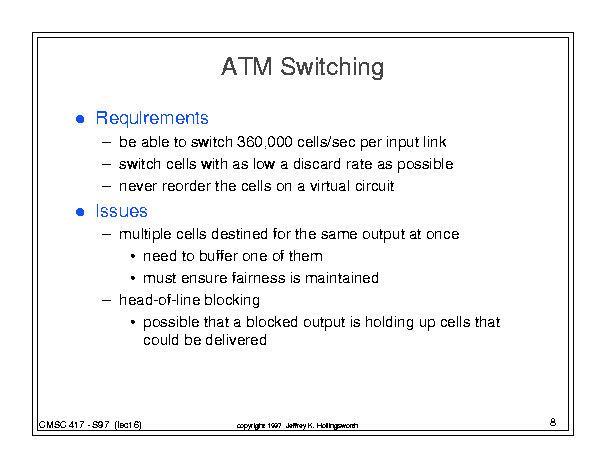 ATM Switching
● Requirements
– be able to switch 360,000 cells/sec per input link
– switch cells with as low a discard rate as possible
– never reorder the cells on a virtual circuit
● Issues
– multiple cells destined for the same output at once
• need to buffer one of them
• must ensure fairness is maintained
– head-of-line blocking
• possible that a blocked output is holding up cells that
could be delivered
CMSC 417 - S97 (lect6)
copyright 1997 Jeffrey K. Hollingsworth
8